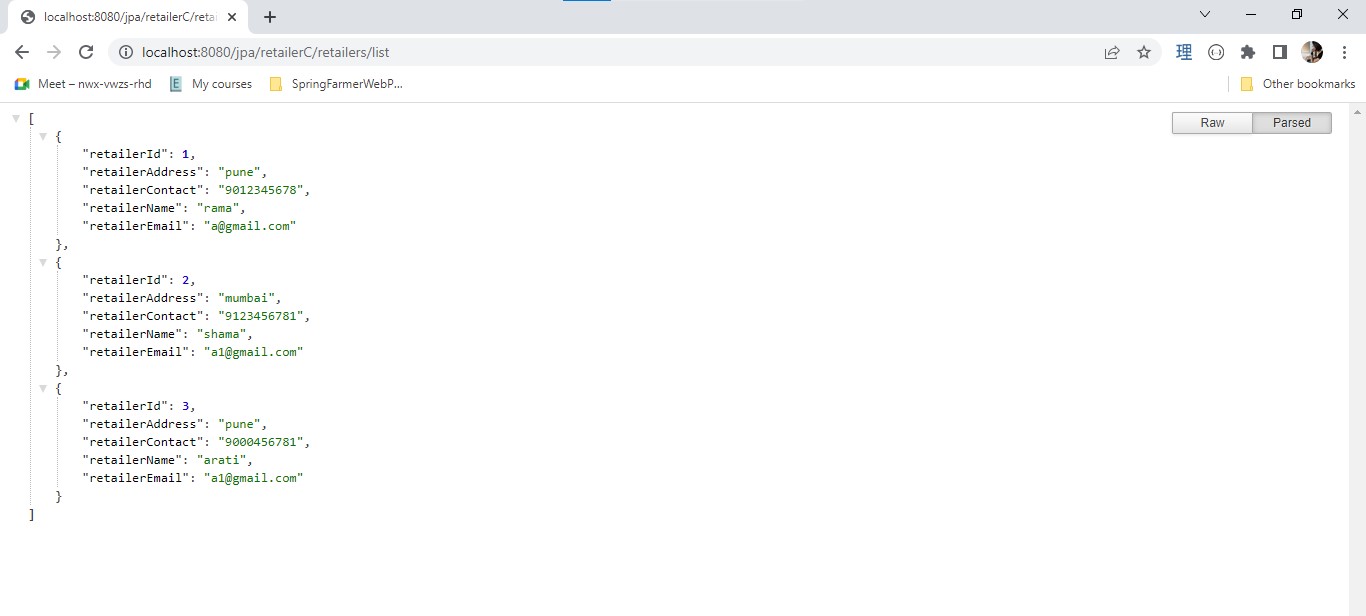 localhost:8080/jpa/retailerC/retai
localhost:8080/jpa/retailerC/retailers/list
理
Meet – nwx-vwzs-rhd
E
My courses
SpringFarmerWebP...
Other bookmarks
Raw
Parsed
[
{
"retailerId": 1,
"retailerAddress": "pune",
"retailerContact": "9012345678",
"retailerName": "rama",
"retailerEmail": "a@gmail.com"
},
{
"retailerId": 2,
"retailerAddress": "mumbai",
"retailerContact": "9123456781",
"retailerName": "shama",
"retailerEmail": "a1@gmail.com"
},
{
"retailerId": 3,
"retailerAddress": "pune",
"retailerContact": "9000456781",
"retailerName": "arati",
"retailerEmail": "a1@gmail.com"
}
]